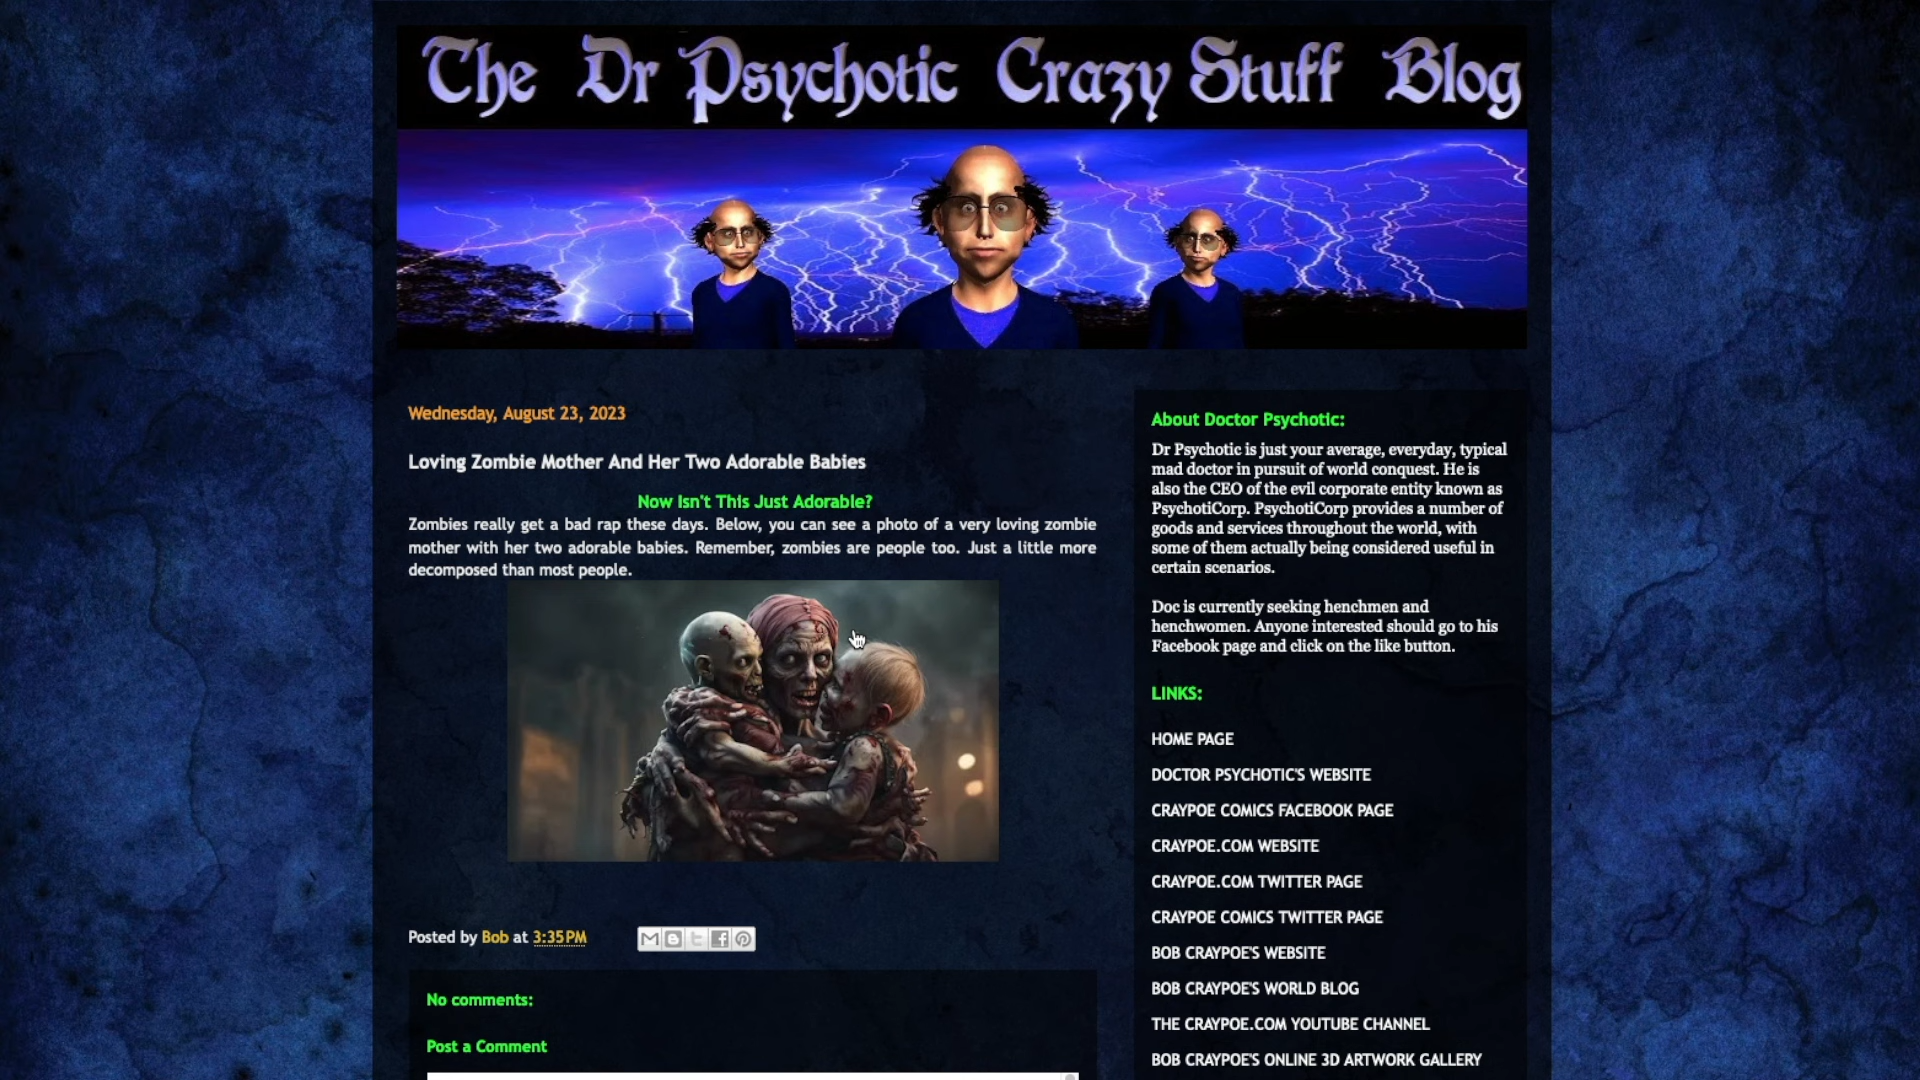 The Dr Psychotic Crazy Stuff Blog
Wednesday, August 23, 2023
Loving Zombie Mother And Her Two Adorable Babies
Now Isn't This Just Adorable?
Zombies really get a bad rap these days. Below, you can see a photo of a very loving zombie
mother with her two adorable babies. Remember, zombies are people too. Just a little more
decomposed than most people.
Posted by Bob at 3:35 PM
No comments:
Post a Comment
About Doctor Psychotic:
Dr Psychotic is just your average, everyday, typical
mad doctor in pursuit of world conquest. He is
also the CEO of the evil corporate entity known as
PsychotiCorp. PsychotiCorp provides a number of
goods and services throughout the world, with
some of them actually being considered useful in
certain scenarios.
Doc is currently seeking henchmen and
henchwomen. Anyone interested should go to his
Facebook page and click on the like button.
LINKS:
HOME PAGE
DOCTOR PSYCHOTIC'S WEBSITE
CRAYPOE COMICS FACEBOOK PAGE
CRAYPOE.COM WEBSITE
CRAYPOE.COM TWITTER PAGE
CRAYPOE COMICS TWITTER PAGE
BOB CRAYPOE'S WEBSITE
BOB CRAYPOE'S WORLD BLOG
THE CRAYPOE.COM YOUTUBE CHANNEL
BOB CRAYPOE'S ONLINE 3D ARTWORK GALLERY